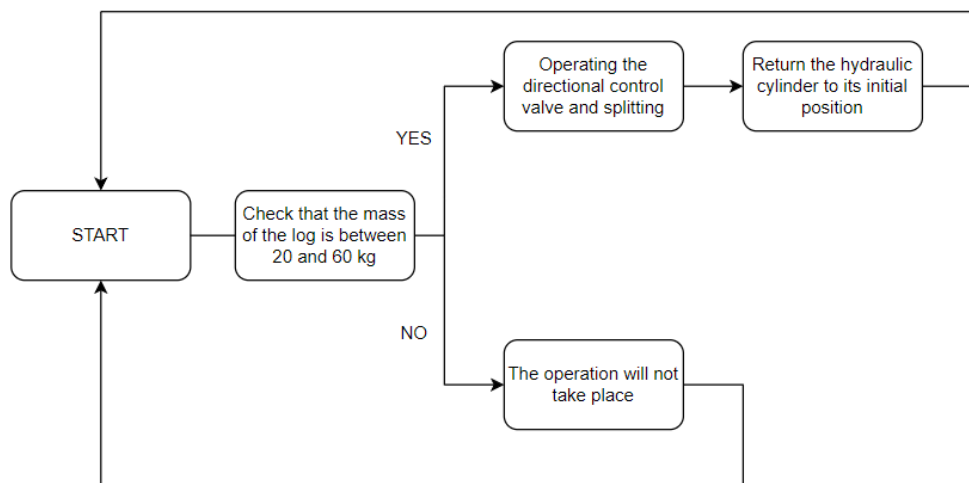 Operating the
directional control
valve and splitting
Return the hydraulic
cylinder to its initial
position
YES
START
Check that the mass
of the log is between
20 and 60 kg
NO
The operation will not
take place